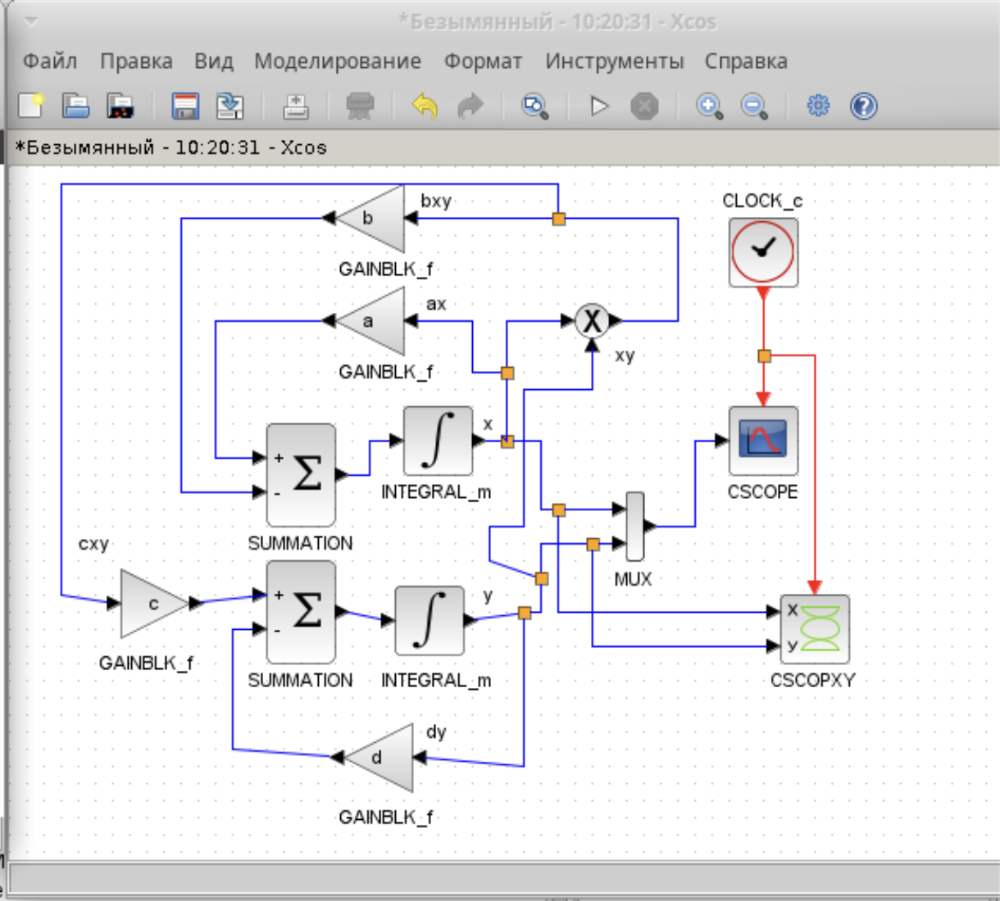 *Безымянный - 10:20:31 - Xcos
Файл Правка Вид Моделирование Формат Инструменты Справка
*Безымянный - 10:20:31 - Xcos
bxy
b
GAINBLK_f
CLOCK_c
ax
a
GAINBLK_f
X
xy
x
+
-
Σ
∫
INTEGRAL_m
CSCOPE
SUMMATION
cxy
MUX
c
GAINBLK_f
+
-
Σ
∫
y
x
y
SUMMATION
INTEGRAL_m
CSCOPXY
dy
d
GAINBLK_f